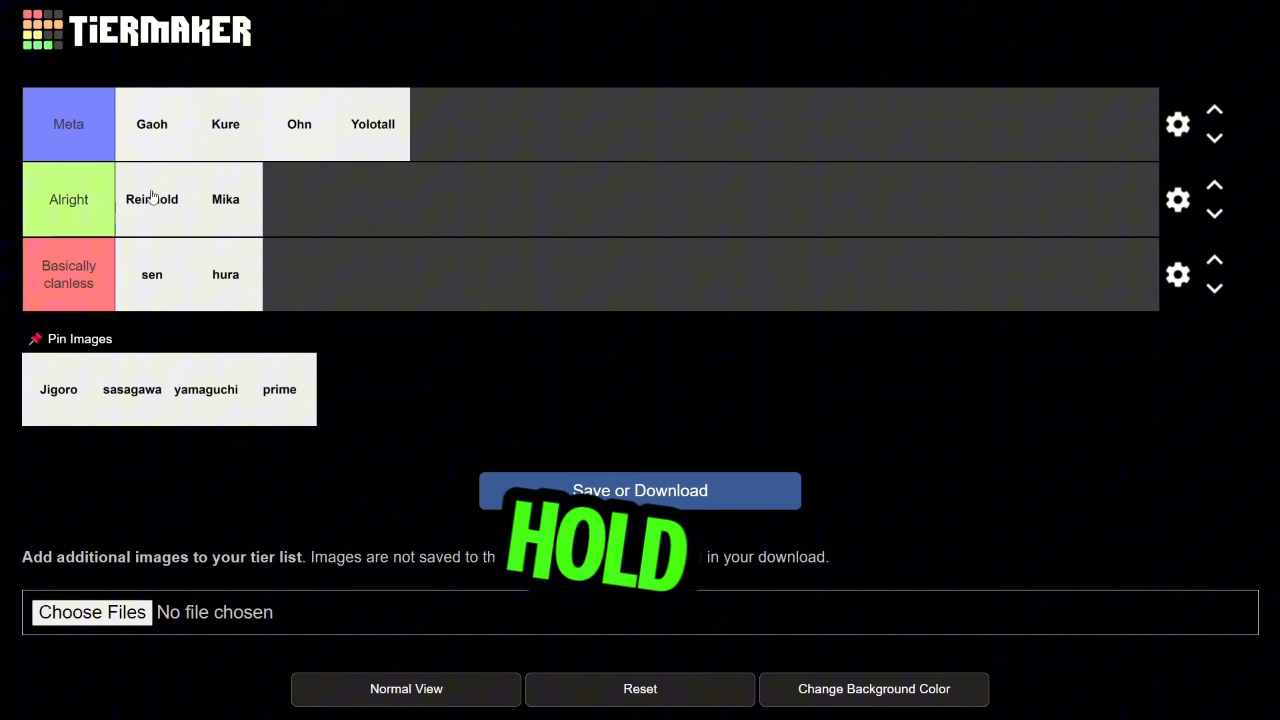 TiERMAKER
Meta Gaoh Kure Ohn Yolotall
Alright Mika
Basically clanless sen hura
📌 Pin Images
Jigoro sasagawa yamaguchi prime
Save or Download
HOLD
Add additional images to your tier list. Images are not saved to th in your download.
Choose Files No file chosen
Normal View Reset Change Background Color